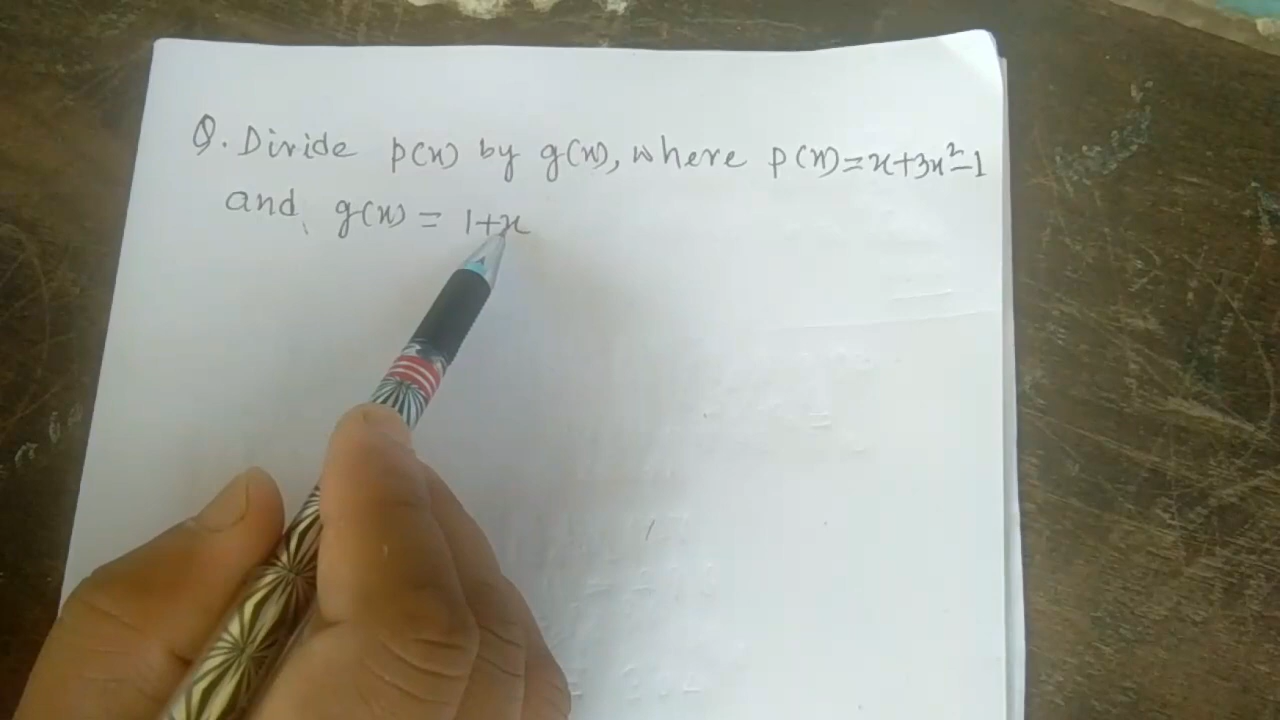 Q. Divide p(x) by g(x), where p(x)=x+3x²-1
and, g(x) = 1+x